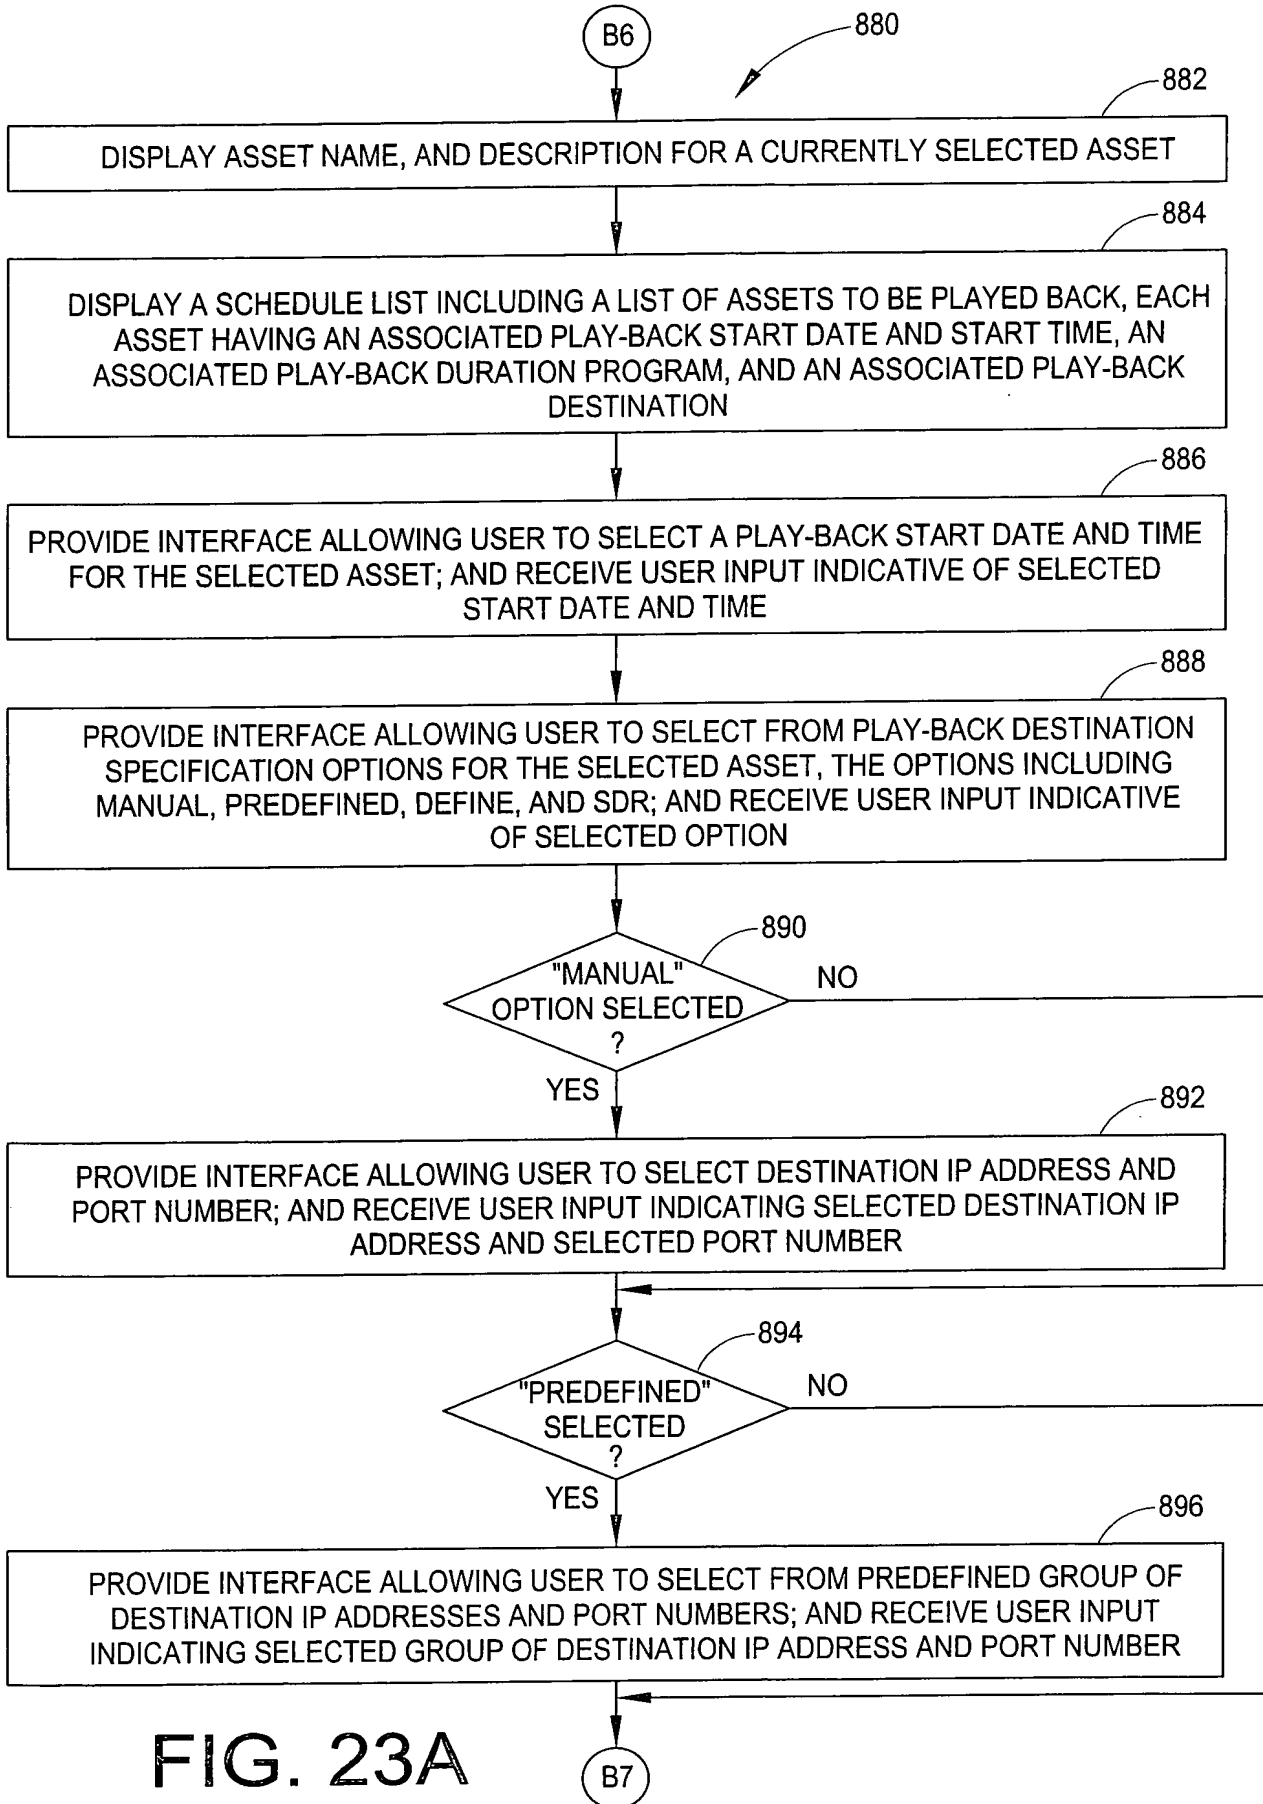 B6
880
882
DISPLAY ASSET NAME, AND DESCRIPTION FOR A CURRENTLY SELECTED ASSET
884
DISPLAY A SCHEDULE LIST INCLUDING A LIST OF ASSETS TO BE PLAYED BACK, EACH
ASSET HAVING AN ASSOCIATED PLAY-BACK START DATE AND START TIME, AN
ASSOCIATED PLAY-BACK DURATION PROGRAM, AND AN ASSOCIATED PLAY-BACK
DESTINATION
886
PROVIDE INTERFACE ALLOWING USER TO SELECT A PLAY-BACK START DATE AND TIME
FOR THE SELECTED ASSET; AND RECEIVE USER INPUT INDICATIVE OF SELECTED
START DATE AND TIME
888
PROVIDE INTERFACE ALLOWING USER TO SELECT FROM PLAY-BACK DESTINATION
SPECIFICATION OPTIONS FOR THE SELECTED ASSET, THE OPTIONS INCLUDING
MANUAL, PREDEFINED, DEFINE, AND SDR; AND RECEIVE USER INPUT INDICATIVE
OF SELECTED OPTION
890
"MANUAL"
OPTION SELECTED
?
NO
YES
892
PROVIDE INTERFACE ALLOWING USER TO SELECT DESTINATION IP ADDRESS AND
PORT NUMBER; AND RECEIVE USER INPUT INDICATING SELECTED DESTINATION IP
ADDRESS AND SELECTED PORT NUMBER
894
"PREDEFINED"
SELECTED
?
NO
YES
896
PROVIDE INTERFACE ALLOWING USER TO SELECT FROM PREDEFINED GROUP OF
DESTINATION IP ADDRESSES AND PORT NUMBERS; AND RECEIVE USER INPUT
INDICATING SELECTED GROUP OF DESTINATION IP ADDRESS AND PORT NUMBER
FIG. 23A
B7